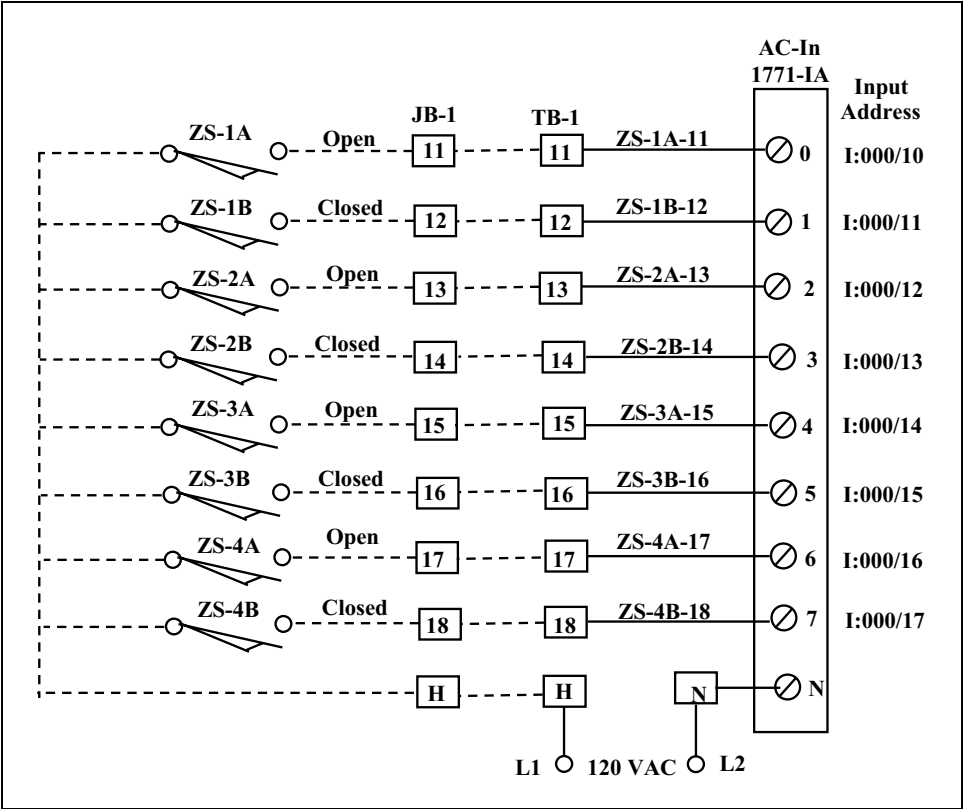 AC-In
1771-IA
Input
Address
JB-1
TB-1
ZS-1A
Open
11
11
ZS-1A-11
0
I:000/10
ZS-1B
Closed
12
12
ZS-1B-12
1
I:000/11
ZS-2A
Open
13
13
ZS-2A-13
2
I:000/12
ZS-2B
Closed
14
14
ZS-2B-14
3
I:000/13
ZS-3A
Open
15
15
ZS-3A-15
4
I:000/14
ZS-3B
Closed
16
16
ZS-3B-16
5
I:000/15
ZS-4A
Open
17
17
ZS-4A-17
6
I:000/16
ZS-4B
Closed
18
18
ZS-4B-18
7
I:000/17
H
H
N
N
L1
120 VAC
L2